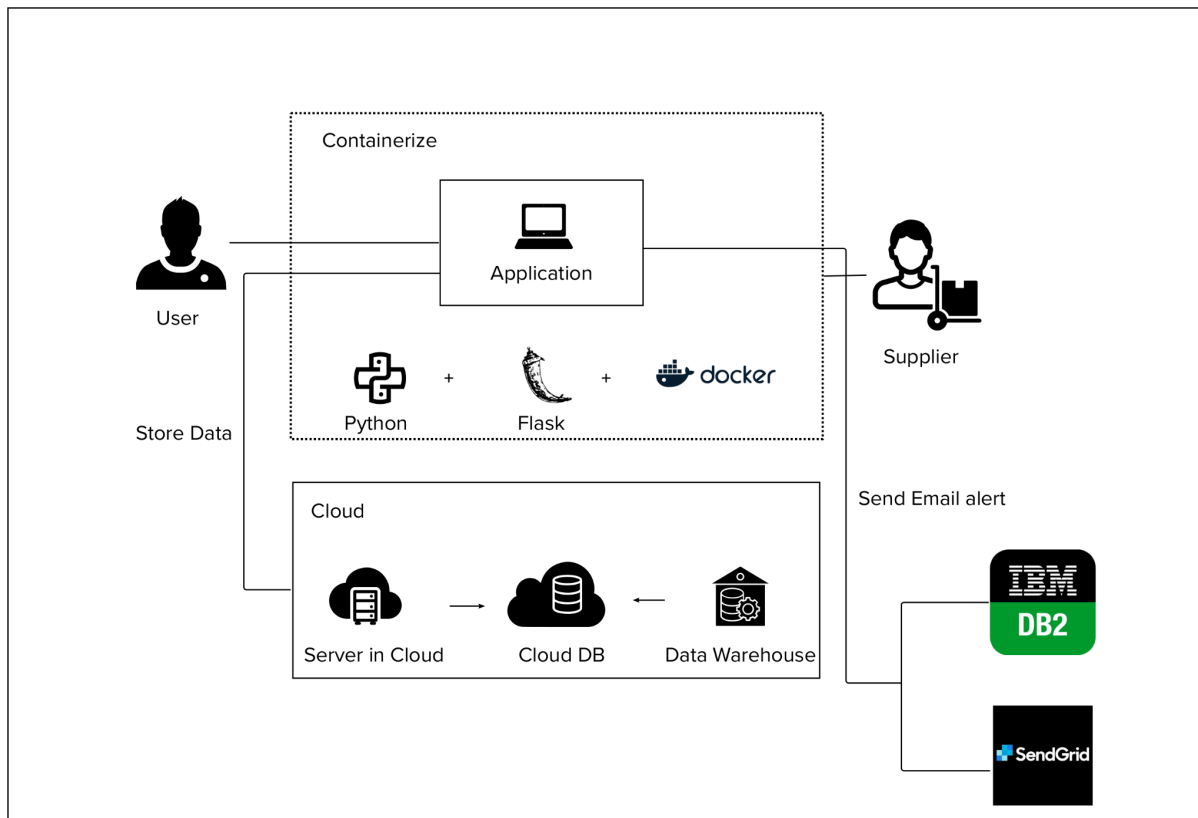 Containerize
Application
User
Supplier
+
+
docker
Python
Flask
Store Data
Cloud
Send Email alert
IBM
DB2
Server in Cloud
Cloud DB
Data Warehouse
SendGrid